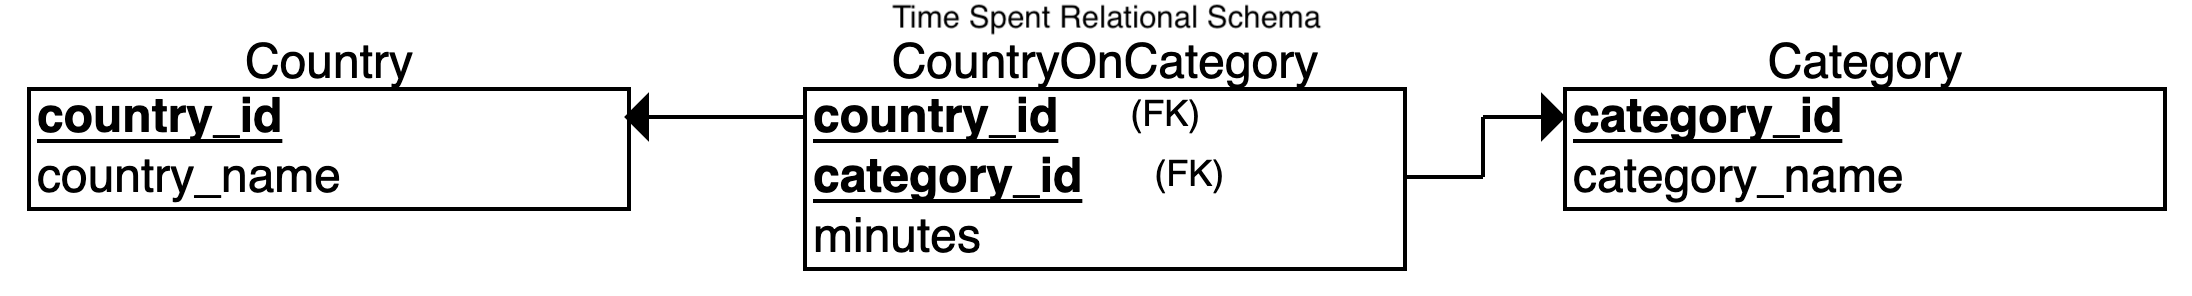 Time Spent Relational Schema
Country
country_id
country_name
CountryOnCategory
country_id (FK)
category_id (FK)
minutes
Category
category_id
category_name